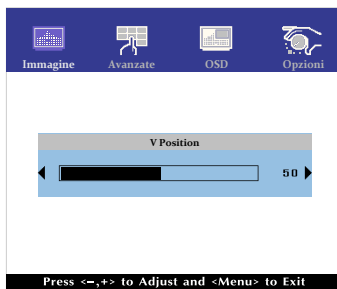 Immagine Avanzate OSD Opzioni
V Position
50
Press <–,+> to Adjust and <Menu> to Exit